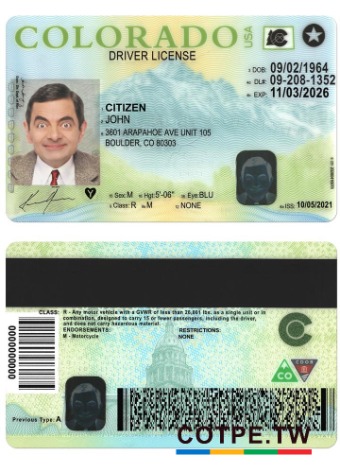 COLORADO
USA
DRIVER LICENSE
DOB: 09/02/1964
DL#: 09-208-1352
EXP: 11/03/2026
CITIZEN
JOHN
3601 ARAPAHOE AVE UNIT 105
BOULDER, CO 80303
Sex: M Hgt: 5'-06" Eye: BLU
Class: R M NONE
ISS: 10/05/2021
CLASS: R - Any motor vehicle with a GVWR of less than 26,001 lbs. as a single unit or in
combination, designed to carry 15 or fewer passengers, including the driver,
and does not carry hazardous material.
ENDORSEMENTS: RESTRICTIONS:
M - Motorcycle NONE
00000000000
CO
Previous Type: A
COTPE.TW